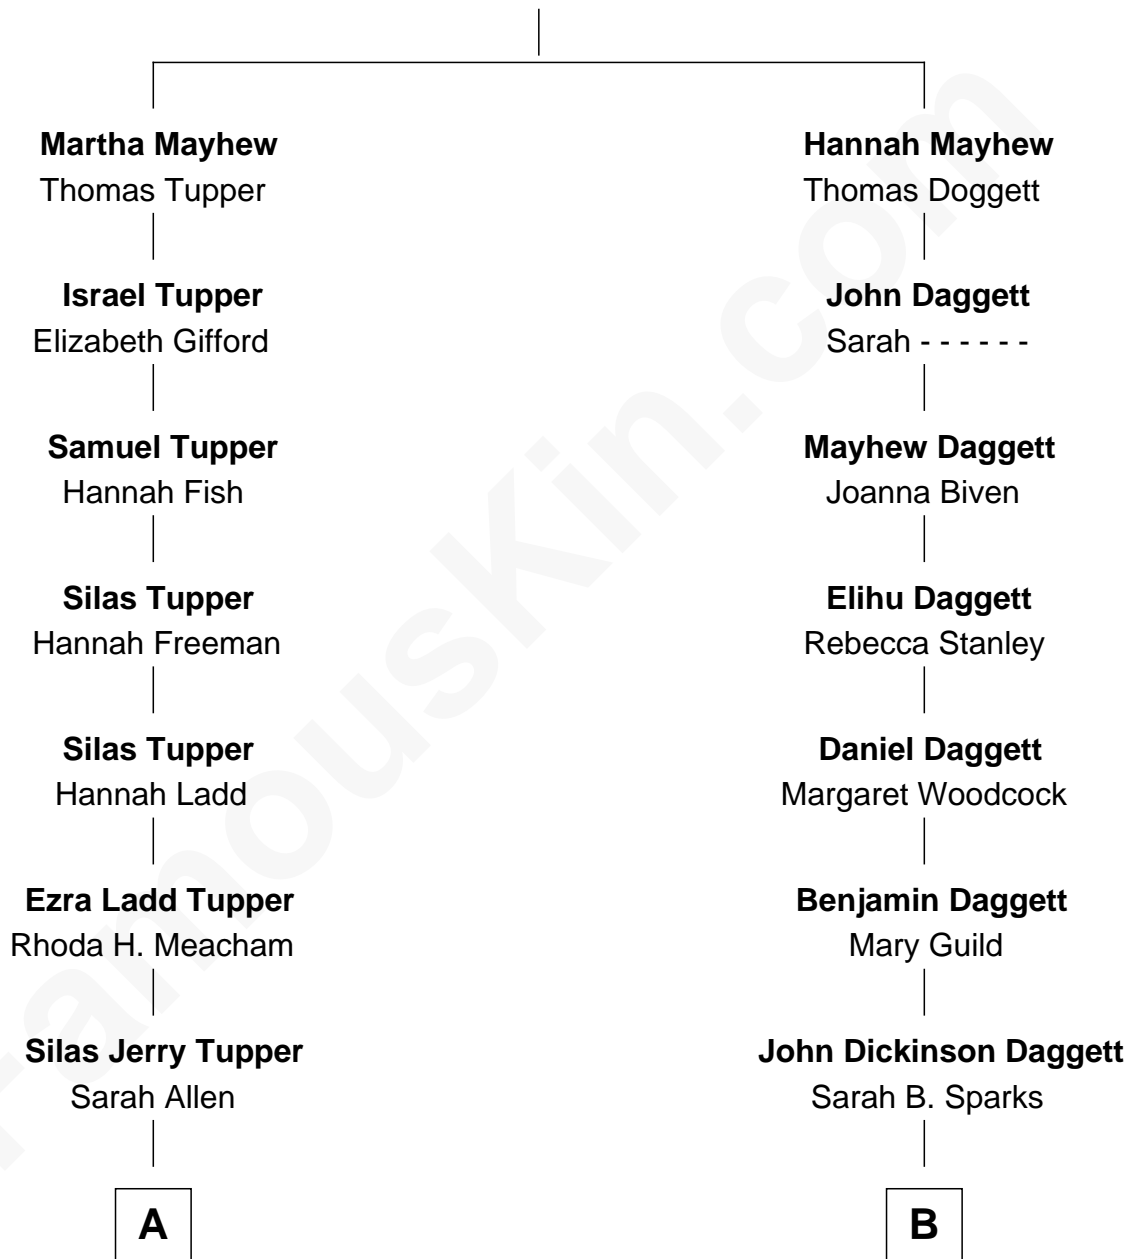 Martha Mayhew
Thomas Tupper
Israel Tupper
Elizabeth Gifford
Samuel Tupper
Hannah Fish
Silas Tupper
Hannah Freeman
Silas Tupper
Hannah Ladd
Ezra Ladd Tupper
Rhoda H. Meacham
Silas Jerry Tupper
Sarah Allen
A
Hannah Mayhew
Thomas Doggett
John Daggett
Sarah - - - - - -
Mayhew Daggett
Joanna Biven
Elihu Daggett
Rebecca Stanley
Daniel Daggett
Margaret Woodcock
Benjamin Daggett
Mary Guild
John Dickinson Daggett
Sarah B. Sparks
B
FamousKin.com